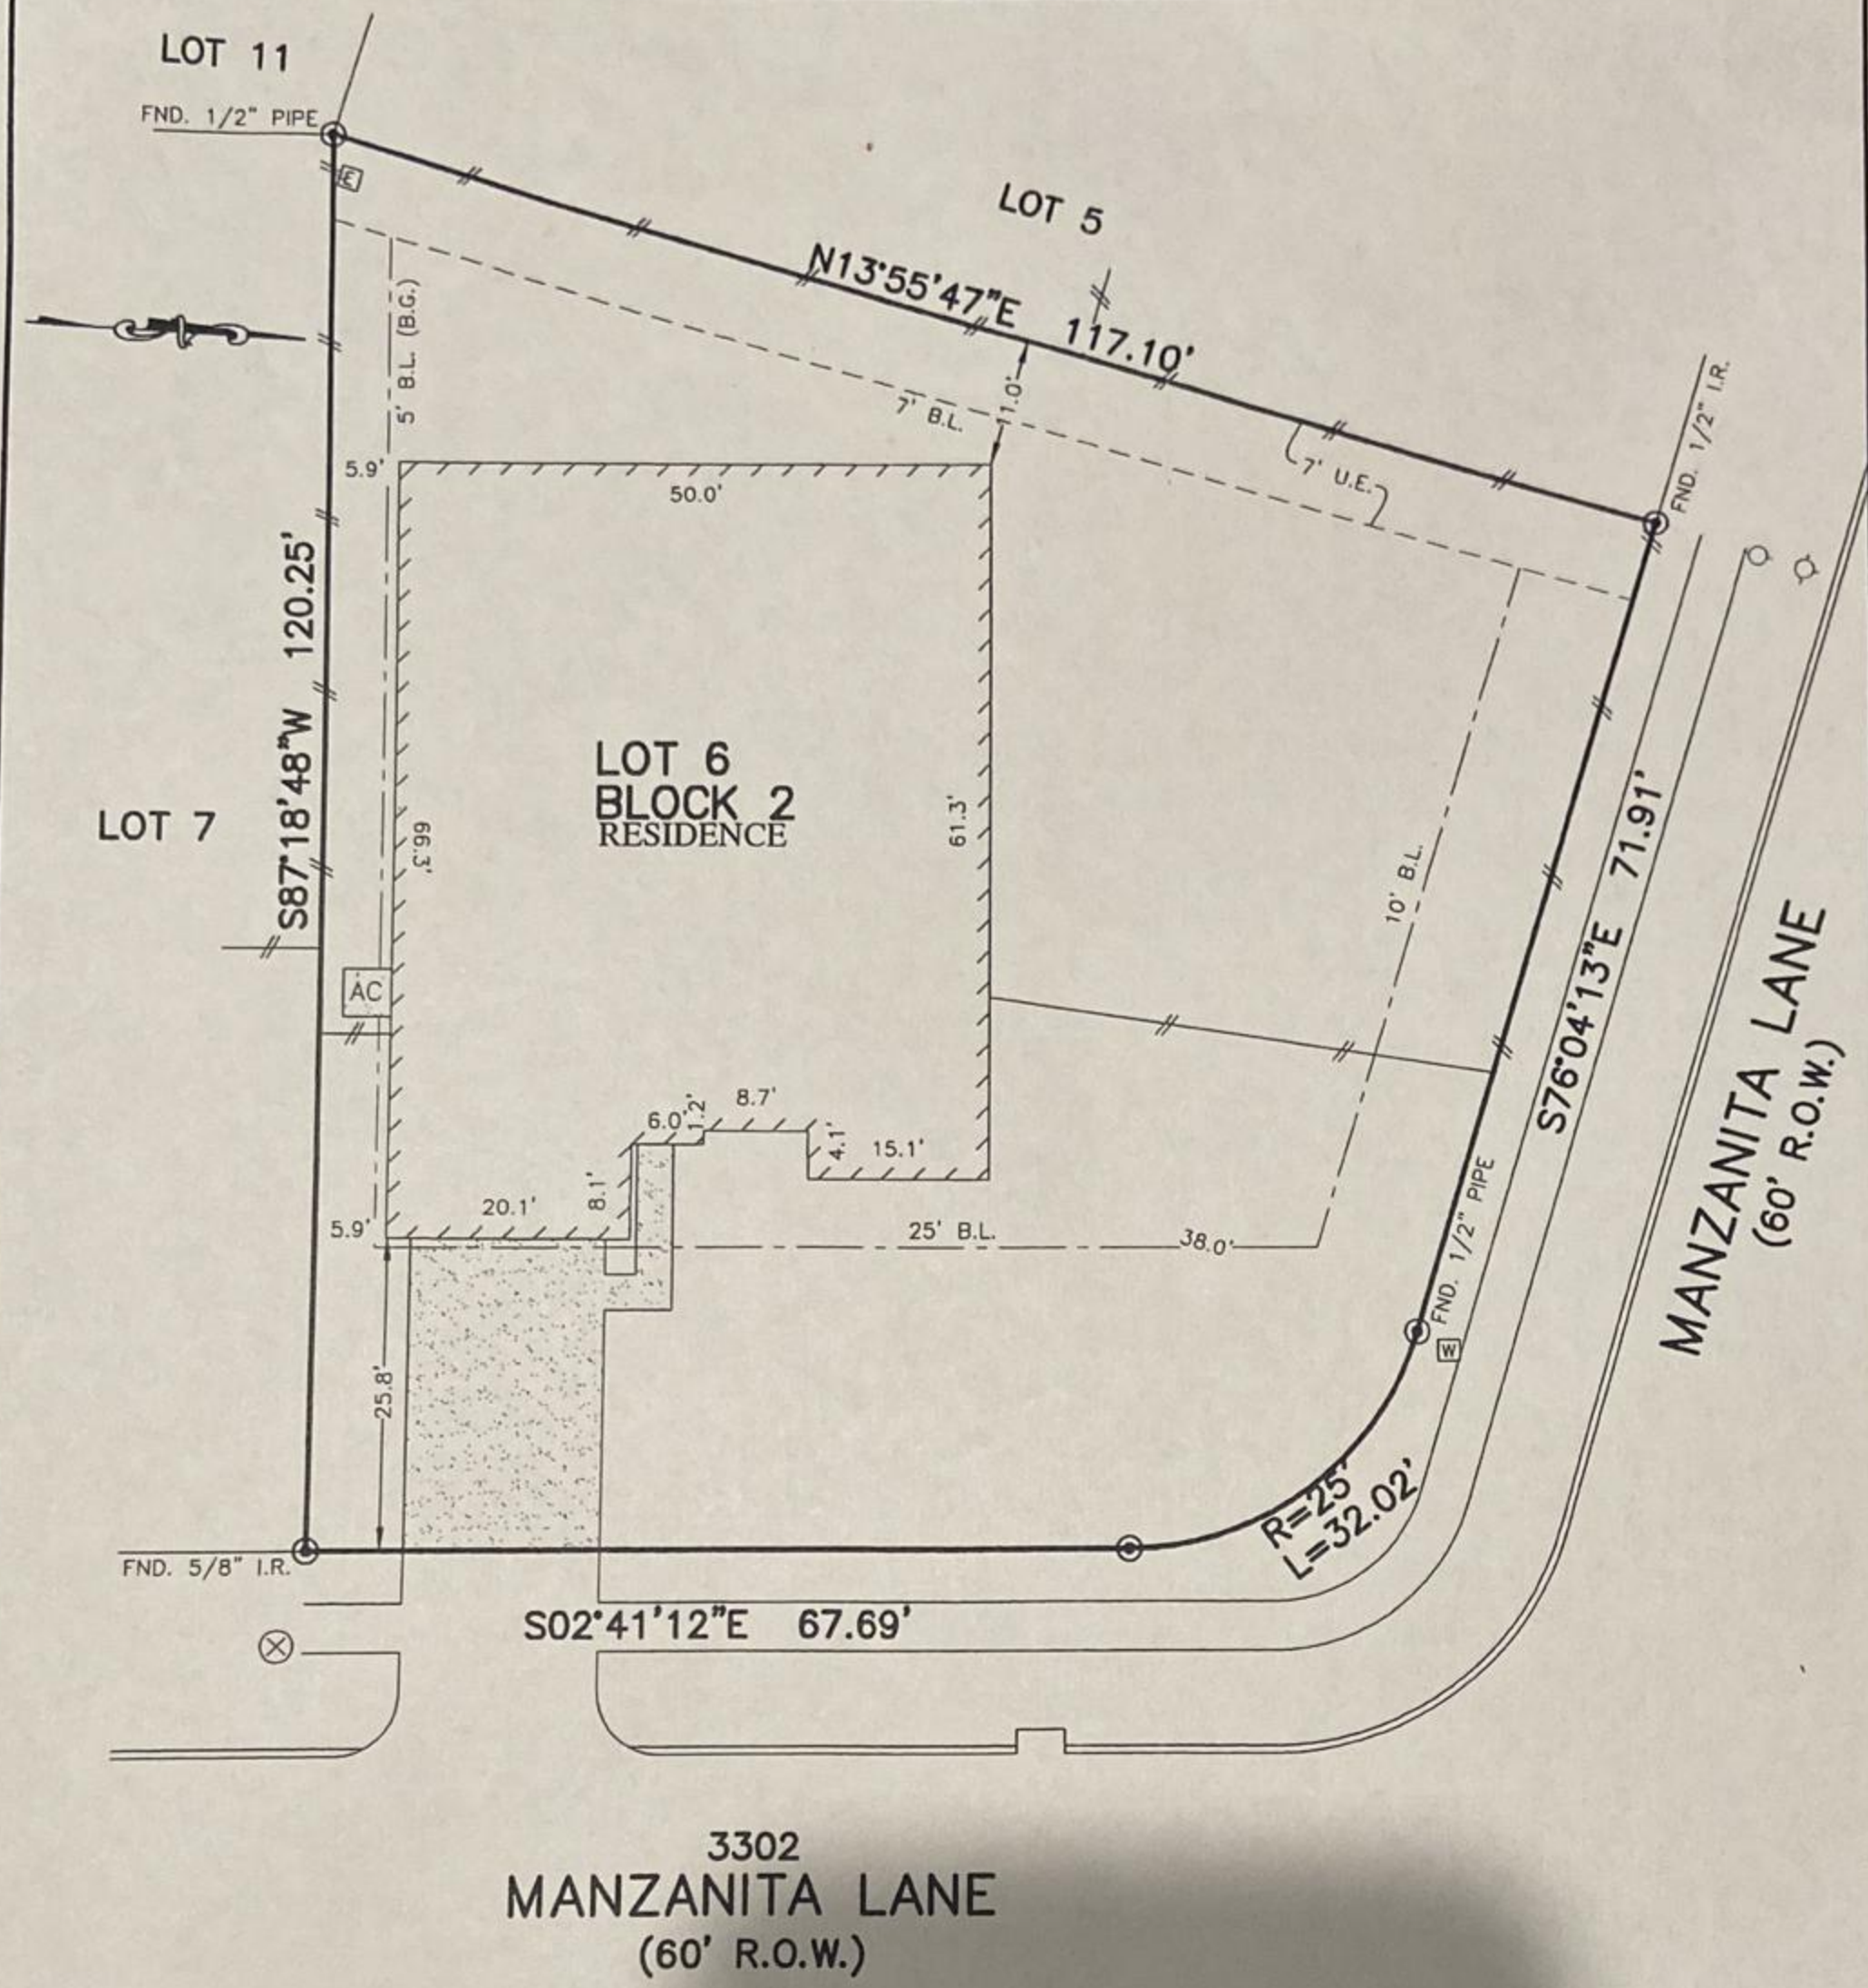 LOT 11
FND. 1/2" PIPE
E
LOT 5
N13°55'47"E 117.10'
5' B.L. (B.G.)
11.0'
7' B.L.
7' U.E.
FND. 1/2" I.R.
5.9'
50.0'
S87°18'48"W 120.25'
LOT 6
BLOCK 2
RESIDENCE
LOT 7
66.3'
61.3'
10' B.L.
S76°04'13"E 71.91'
MANZANITA LANE
(60' R.O.W.)
AC
6.0'
1.2'
8.7'
4.1'
15.1'
20.1'
8.1'
5.9'
25' B.L.
38.0'
FND. 1/2" PIPE
W
25.8'
R=25'
L=32.02'
FND. 5/8" I.R.
S02°41'12"E 67.69'
3302
MANZANITA LANE
(60' R.O.W.)